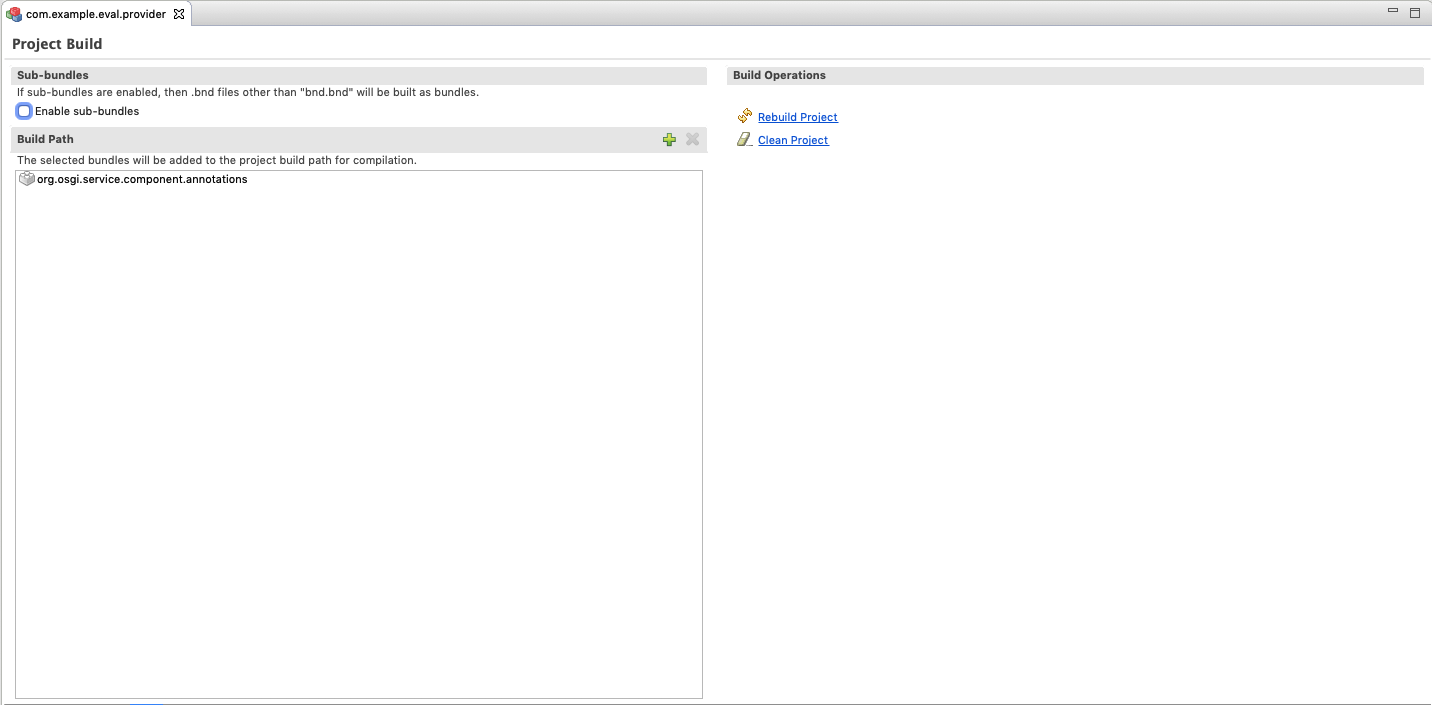 com.example.eval.provider
Project Build
Sub-bundles
If sub-bundles are enabled, then .bnd files other than "bnd.bnd" will be built as bundles.
Enable sub-bundles
Build Path
The selected bundles will be added to the project build path for compilation.
org.osgi.service.component.annotations
Build Operations
Rebuild Project
Clean Project